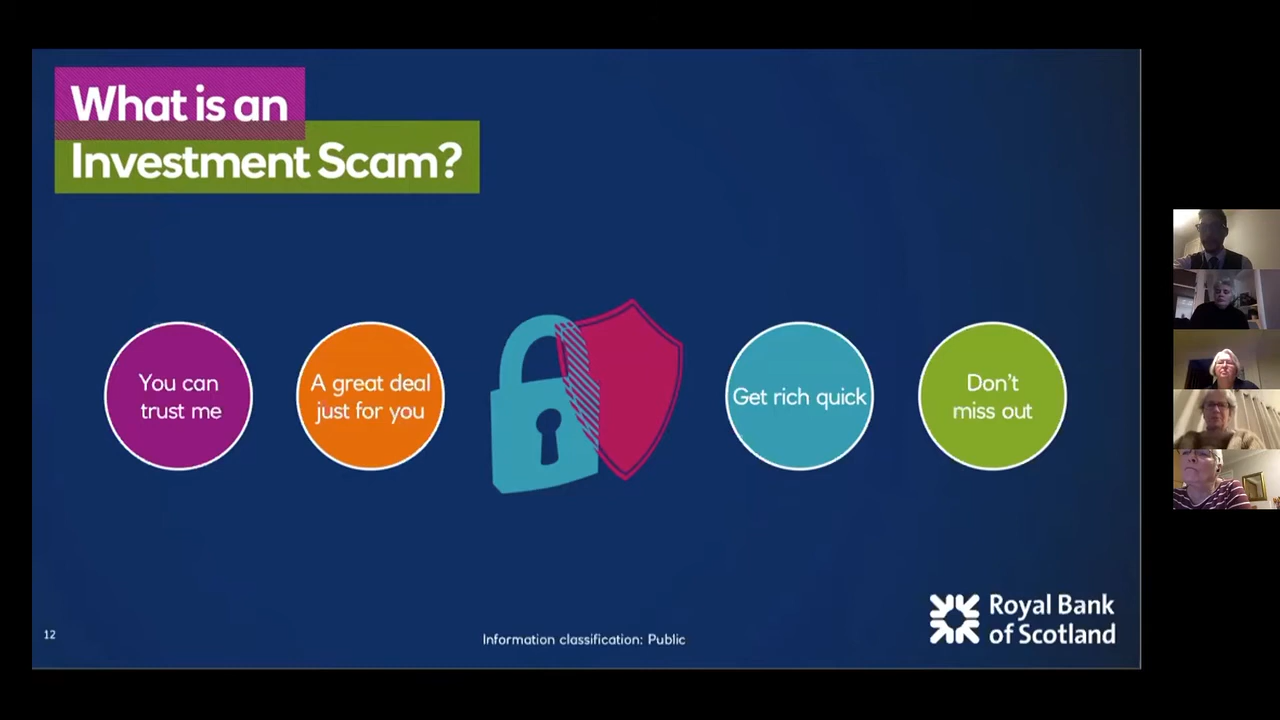 What is an
Investment Scam?
You can
trust me
A great deal
just for you
Get rich quick
Don't
miss out
12
Information classification: Public
Royal Bank
of Scotland